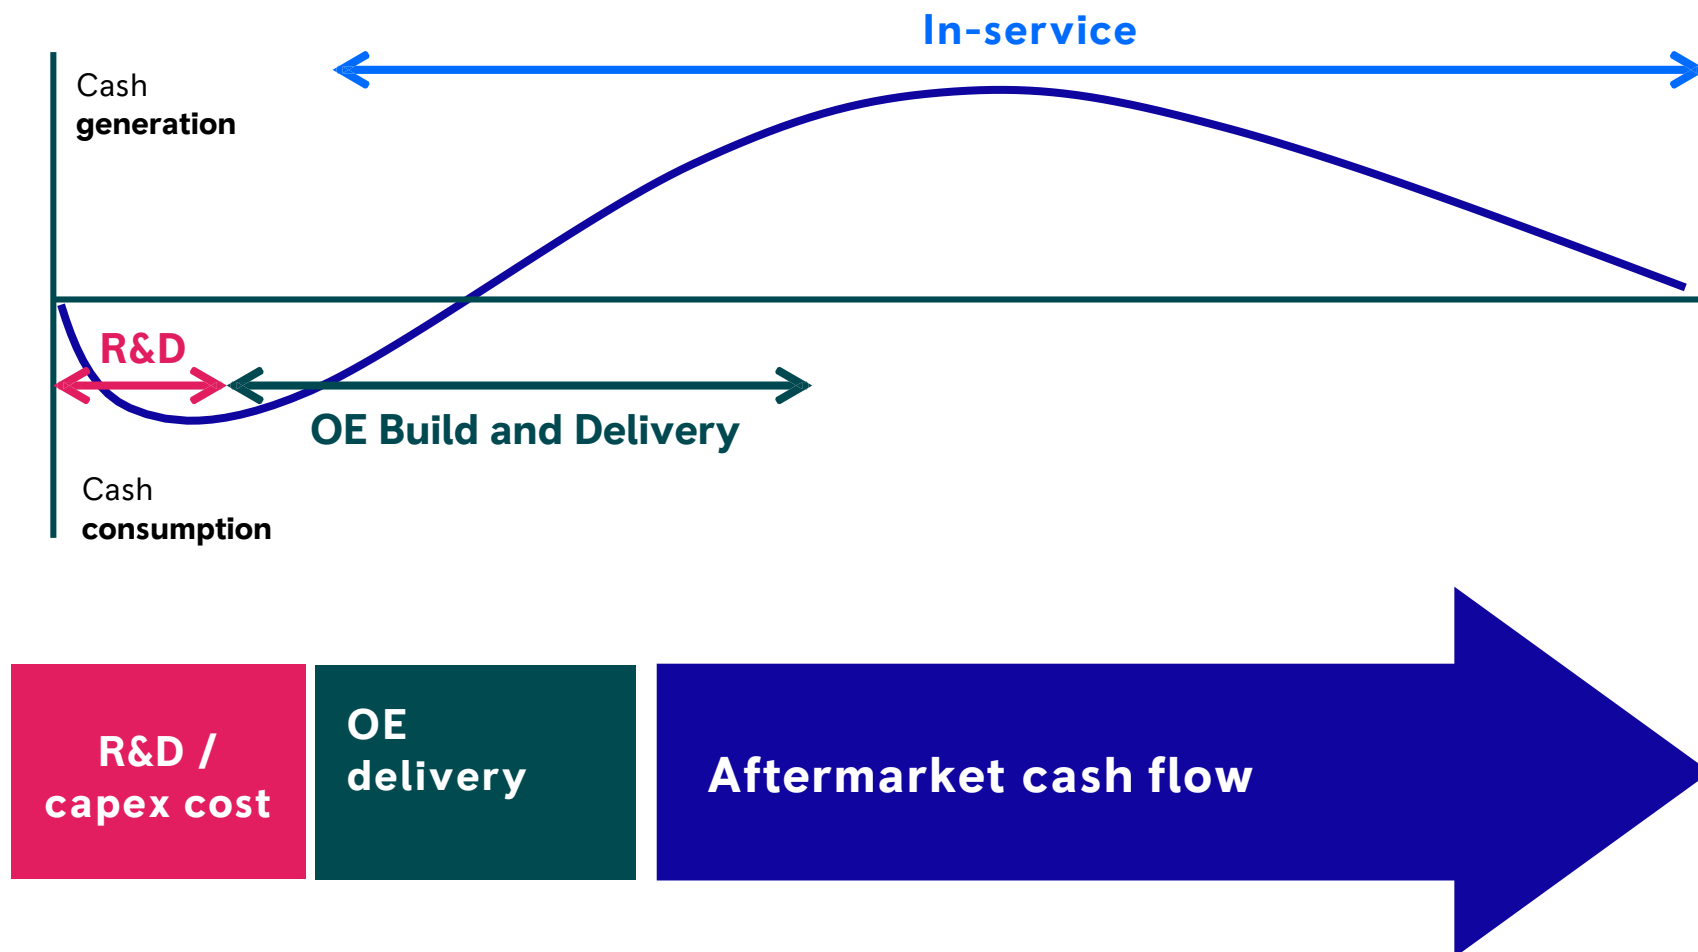 In-service
Cash
generation
R&D
OE Build and Delivery
Cash
consumption
R&D /
capex cost
OE
delivery
Aftermarket cash flow